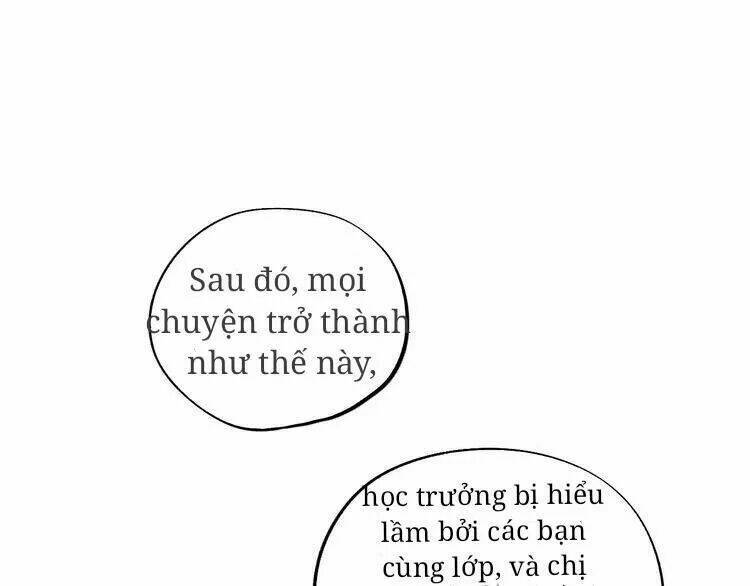 Sau đó, mọi
chuyện trở thành
như thế này,
học trưởng bị hiểu
lầm bởi các bạn
cùng lớp, và chị